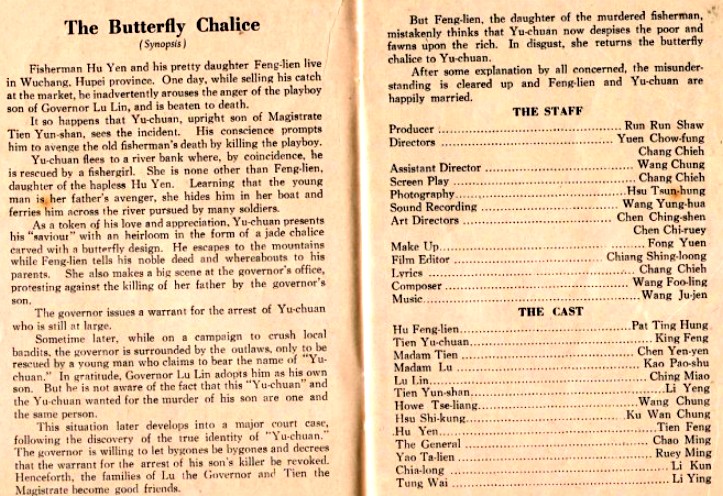 The Butterfly Chalice
(Synopsis)
Fisherman Hu Yen and his pretty daughter Feng-lien live
in Wuchang, Hupei province. One day, while selling his catch
at the market, he inadvertently arouses the anger of the playboy
son of Governor Lu Lin, and is beaten to death.
It so happens that Yu-chuan, upright son of Magistrate
Tien Yun-shan, sees the incident. His conscience prompts
him to avenge the old fisherman's death by killing the playboy.
Yu-chuan flees to a river bank where, by coincidence, he
is rescued by a fishergirl. She is none other than Feng-lien,
daughter of the hapless Hu Yen. Learning that the young
man is her father's avenger, she hides him in her boat and
ferries him across the river pursued by many soldiers.
As a token of his love and appreciation, Yu-chuan presents
his "saviour" with an heirloom in the form of a jade chalice
carved with a butterfly design. He escapes to the mountains
while Feng-lien tells his noble deed and whereabouts to his
parents. She also makes a big scene at the governor's office,
protesting against the killing of her father by the governor's
son.
The governor issues a warrant for the arrest of Yu-chuan
who is still at large.
Sometime later, while on a campaign to crush local
bandits, the governor is surrounded by the outlaws, only to be
rescued by a young man who claims to bear the name of "Yu-
chuan." In gratitude, Governor Lu Lin adopts him as his own
son. But he is not aware of the fact that this "Yu-chuan" and
the Yu-chuan wanted for the murder of his son are one and
the same person.
This situation later develops into a major court case,
following the discovery of the true identity of "Yu-chuan."
The governor is willing to let bygones be bygones and decrees
that the warrant for the arrest of his son's killer be revoked.
Henceforth, the families of Lu the Governor and Tien the
Magistrate become good friends.
But Feng-lien, the daughter of the murdered fisherman,
mistakenly thinks that Yu-chuan now despises the poor and
fawns upon the rich. In disgust, she returns the butterfly
chalice to Yu-chuan.
After some explanation by all concerned, the misunder-
standing is cleared up and Feng-lien and Yu-chuan are
happily married.
THE STAFF
Producer ........ Run Run Shaw
Directors ........ Yuen Chow-fung
Chang Chieh
Assistant Director ........ Wang Chung
Screen Play ........ Chang Chieh
Photography ........ Hsu Tsun-hung
Sound Recording ........ Wang Yung-hua
Art Directors ........ Chen Ching-shen
Chen Chi-ruey
Make Up ........ Fong Yuen
Film Editor ........ Chiang Shing-loong
Lyrics ........ Chang Chieh
Composer ........ Wang Foo-ling
Music ........ Wang Ju-jen
THE CAST
Hu Feng-lien ........ Pat Ting Hung
Tien Yu-chuan ........ King Feng
Madam Tien ........ Chen Yen-yen
Madam Lu ........ Kao Pao-shu
Lu Lin ........ Ching Miao
Tien Yun-shan ........ Li Yeng
Howe Tse-liang ........ Wang Chung
Hsu Shi-kung ........ Ku Wan Chung
Hu Yen ........ Tien Feng
The General ........ Chao Ming
Yao Ta-lien ........ Ruey Ming
Chia-long ........ Li Kun
Tung Wai ........ Li Ying